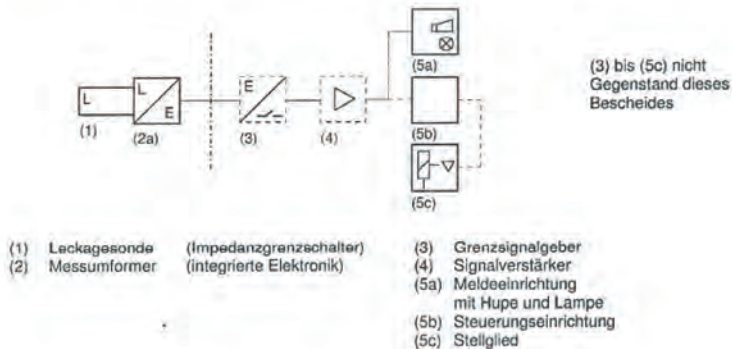 L
L
E
E
(1)
(2a)
(3)
(4)
(5a)
(5b)
(5c)
(3) bis (5c) nicht
Gegenstand dieses
Bescheides
(1) Leckagesonde (Impedanzgrenzschalter)
(2) Messumformer (integrierte Elektronik)
(3) Grenzsignalgeber
(4) Signalverstärker
(5a) Meldeeinrichtung
mit Hupe und Lampe
(5b) Steuerungseinrichtung
(5c) Stellglied